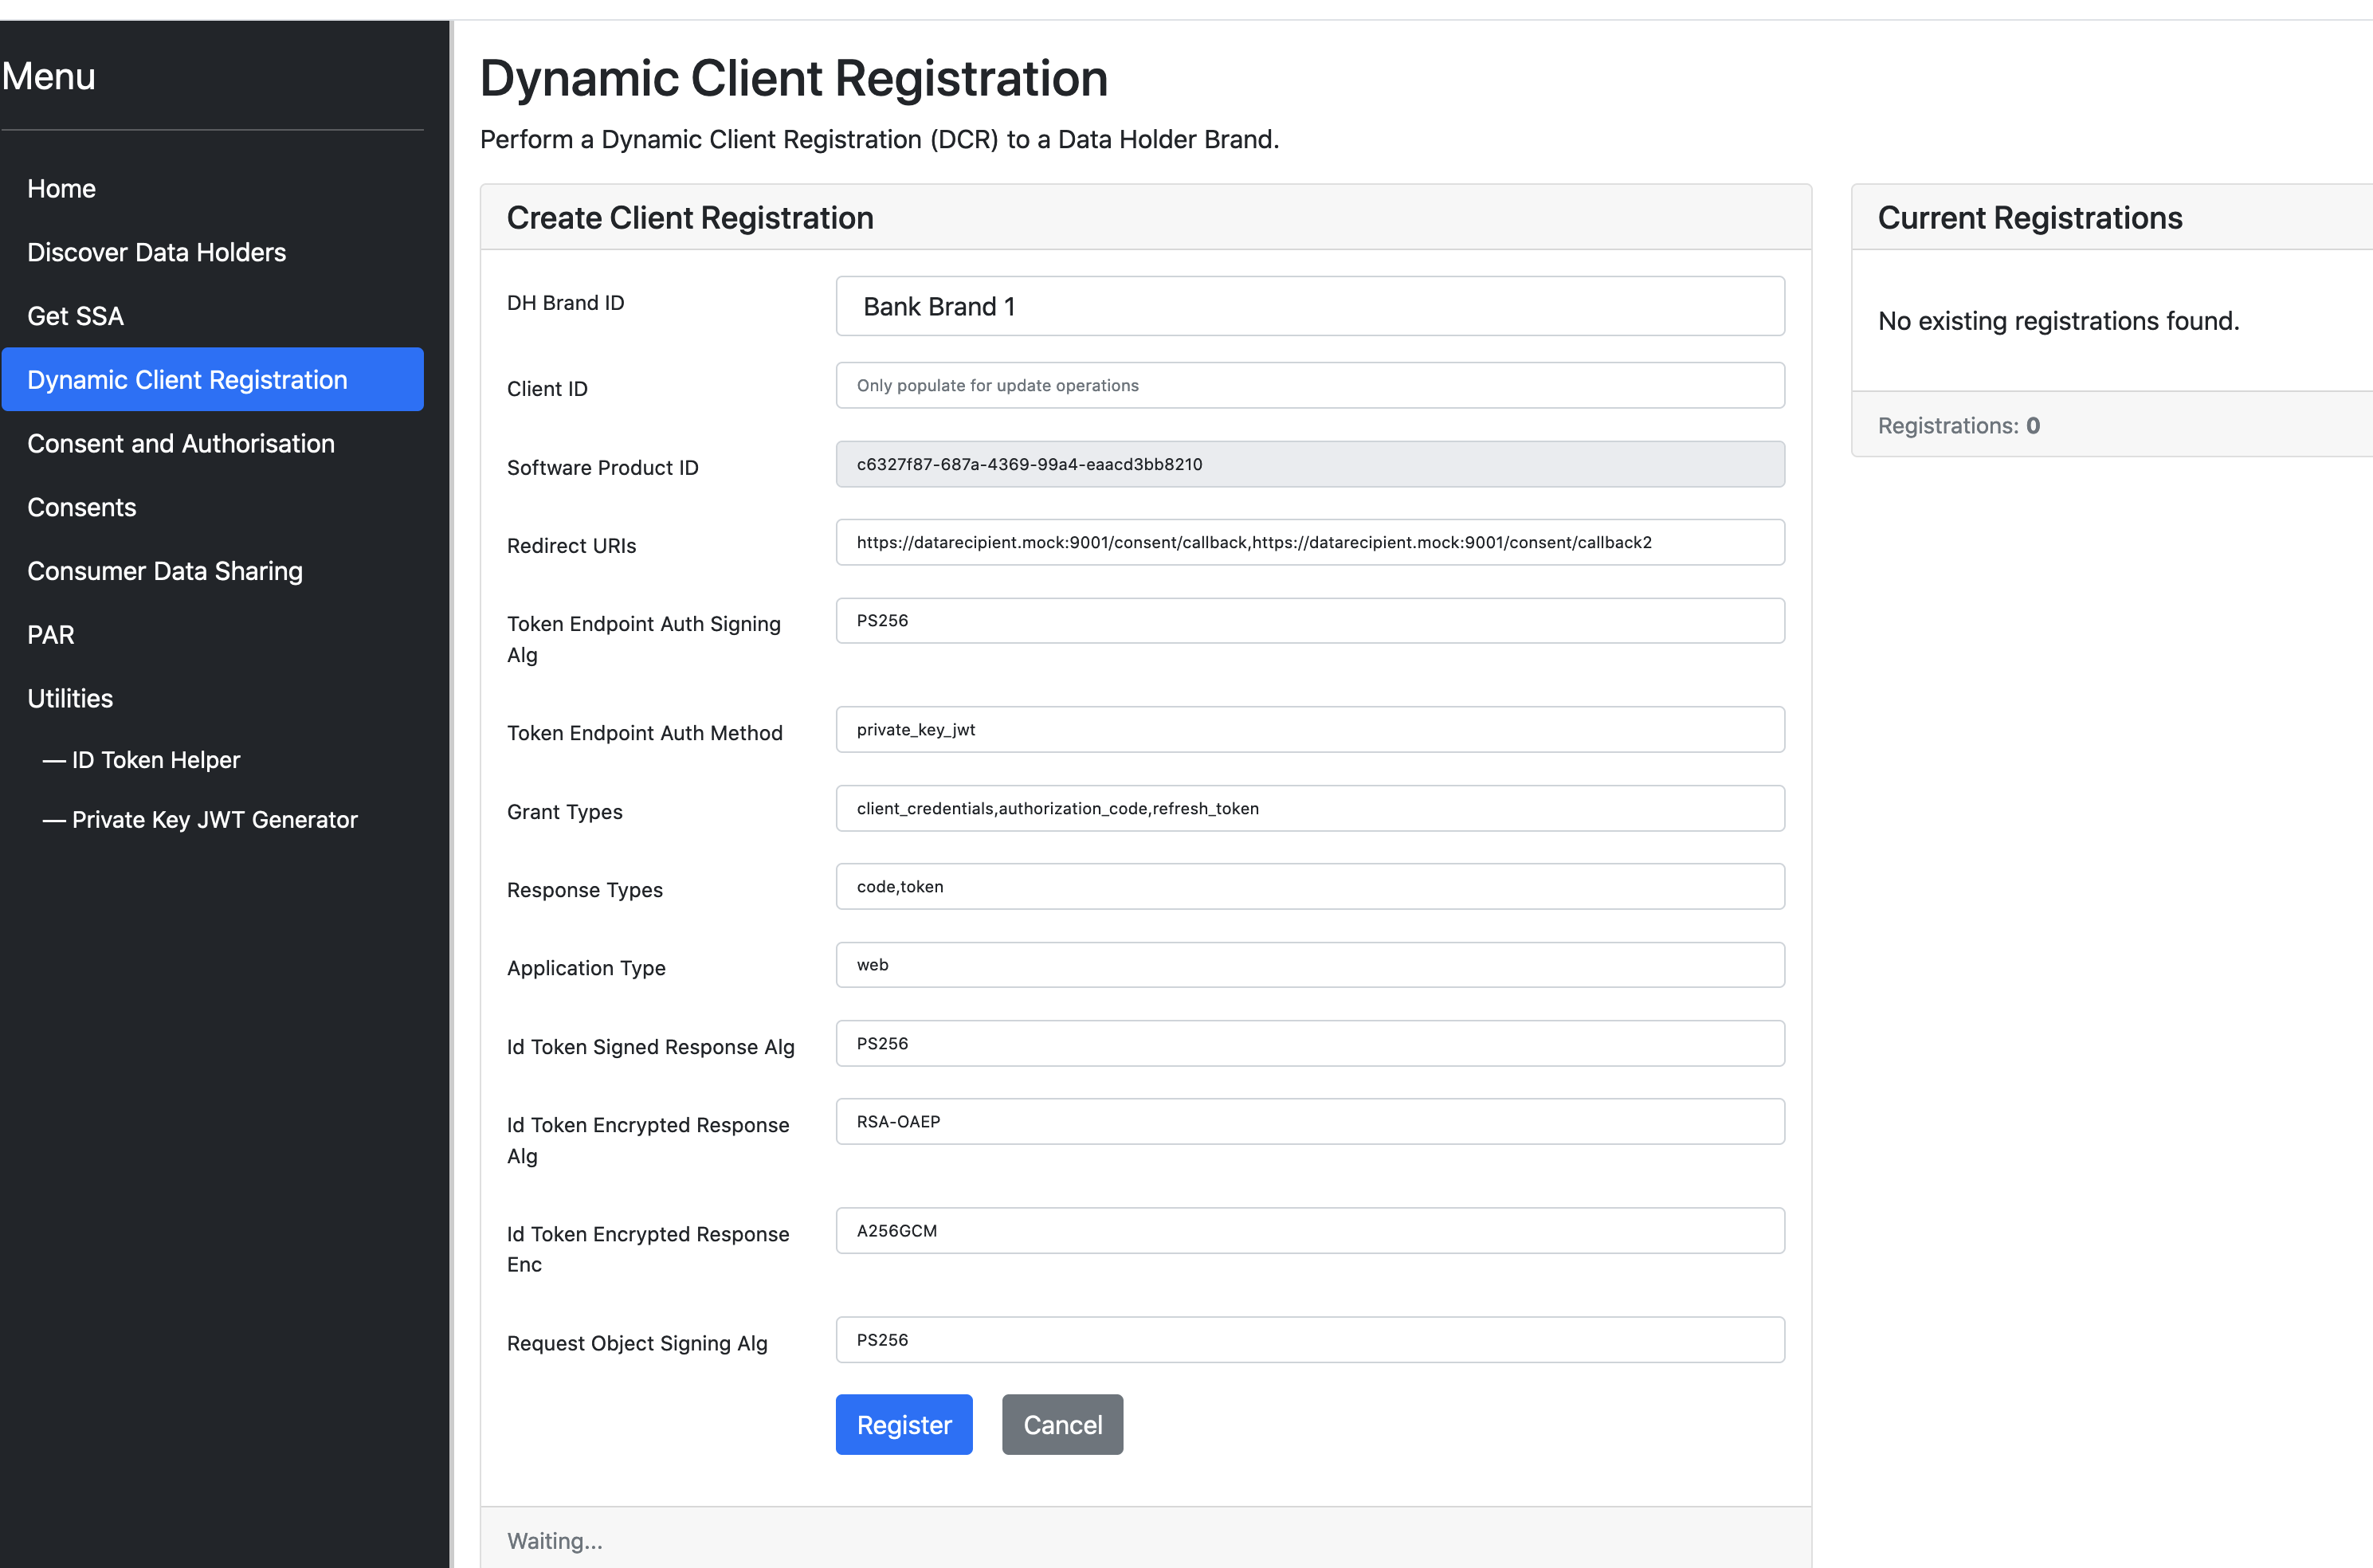 Menu
Home
Discover Data Holders
Get SSA
Dynamic Client Registration
Consent and Authorisation
Consents
Consumer Data Sharing
PAR
Utilities
— ID Token Helper
— Private Key JWT Generator
Dynamic Client Registration
Perform a Dynamic Client Registration (DCR) to a Data Holder Brand.
Create Client Registration
DH Brand ID
Bank Brand 1
Client ID
Only populate for update operations
Software Product ID
c6327f87-687a-4369-99a4-eaacd3bb8210
Redirect URIs
https://datarecipient.mock:9001/consent/callback,https://datarecipient.mock:9001/consent/callback2
Token Endpoint Auth Signing
Alg
PS256
Token Endpoint Auth Method
private_key_jwt
Grant Types
client_credentials,authorization_code,refresh_token
Response Types
code,token
Application Type
web
Id Token Signed Response Alg
PS256
Id Token Encrypted Response
Alg
RSA-OAEP
Id Token Encrypted Response
Enc
A256GCM
Request Object Signing Alg
PS256
Register
Cancel
Waiting...
Current Registrations
No existing registrations found.
Registrations: 0